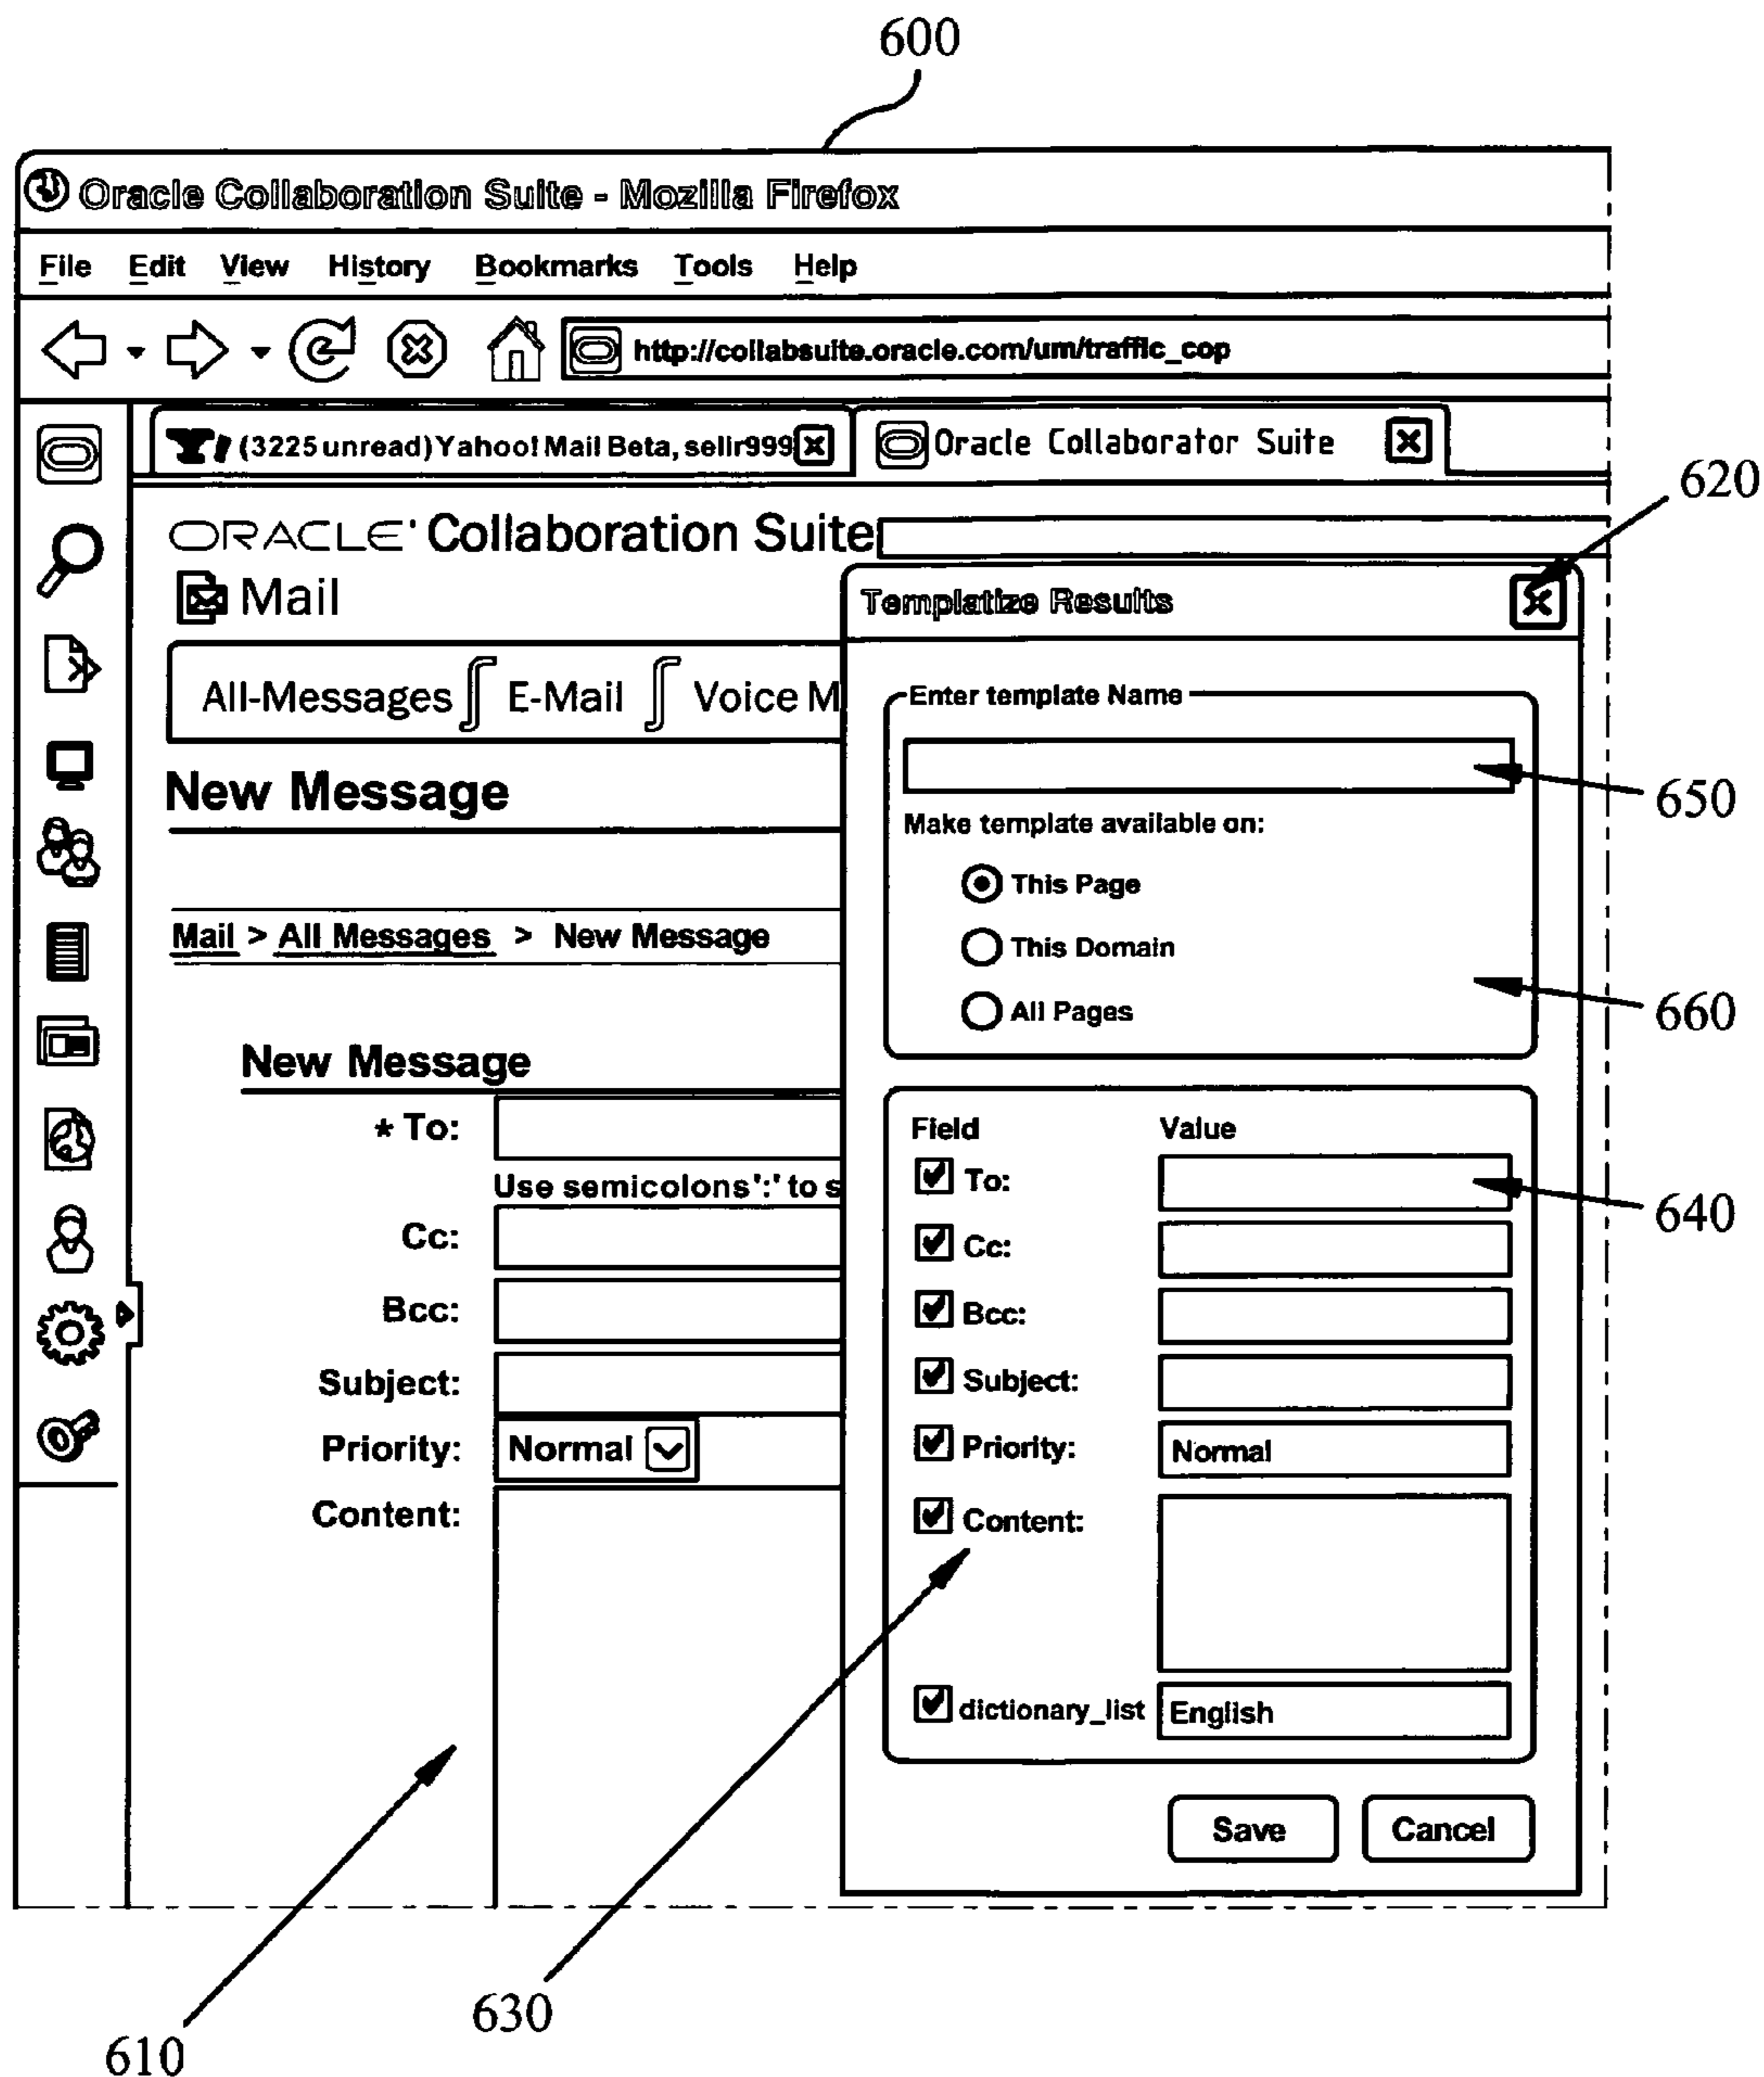 600
Oracle Collaboration Suite - Mozilla Firefox
File Edit View History Bookmarks Tools Help
http://collabsuite.oracle.com/um/traffic_cop
(3225 unread) Yahoo! Mail Beta, sellr999
Oracle Collaborator Suite
620
ORACLE' Collaboration Suite
Mail
Templatize Results
All-Messages E-Mail Voice M
Enter template Name
650
New Message
Make template available on:
This Page
Mail > All Messages > New Message
This Domain
All Pages
660
New Message
Field Value
* To:
To:
640
Use semicolons ':' to s
Cc:
Cc:
Bcc:
Bcc:
Subject:
Subject:
Priority: Normal
Priority: Normal
Content:
Content:
dictionary_list English
Save Cancel
630
610